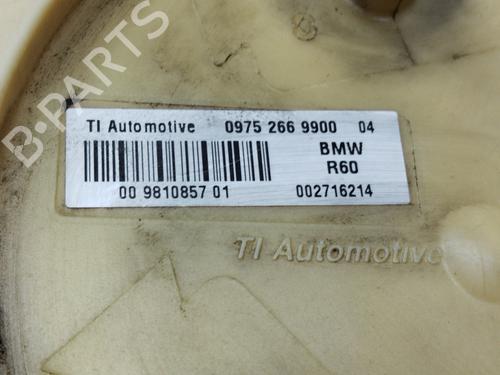 B-PARTS
TI Automotive 0975 266 9900 04
BMW
R60
00 9810857 01 002716214
TI Automotive